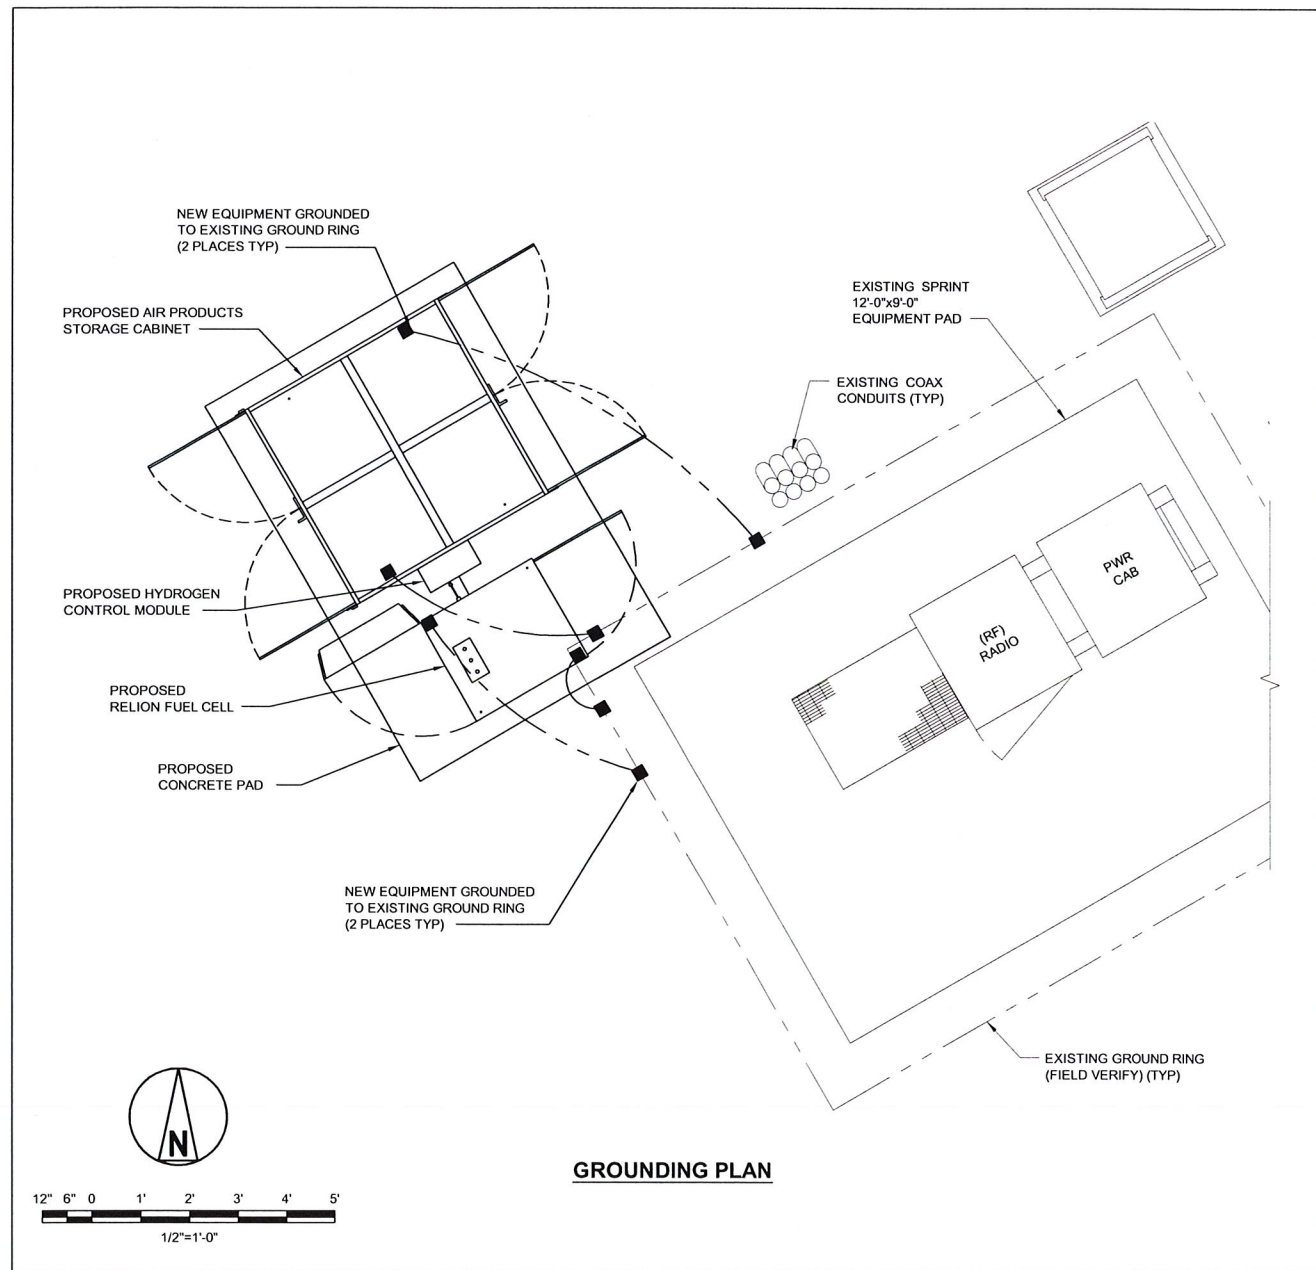 NEW EQUIPMENT GROUNDED
TO EXISTING GROUND RING
(2 PLACES TYP)
PROPOSED AIR PRODUCTS
STORAGE CABINET
EXISTING SPRINT
12'-0"x9'-0"
EQUIPMENT PAD
EXISTING COAX
CONDUITS (TYP)
PWR
CAB
(RF)
RADIO
PROPOSED HYDROGEN
CONTROL MODULE
PROPOSED
RELION FUEL CELL
PROPOSED
CONCRETE PAD
NEW EQUIPMENT GROUNDED
TO EXISTING GROUND RING
(2 PLACES TYP)
EXISTING GROUND RING
(FIELD VERIFY) (TYP)
N
GROUNDING PLAN
12" 6" 0 1' 2' 3' 4' 5'
1/2"=1'-0"